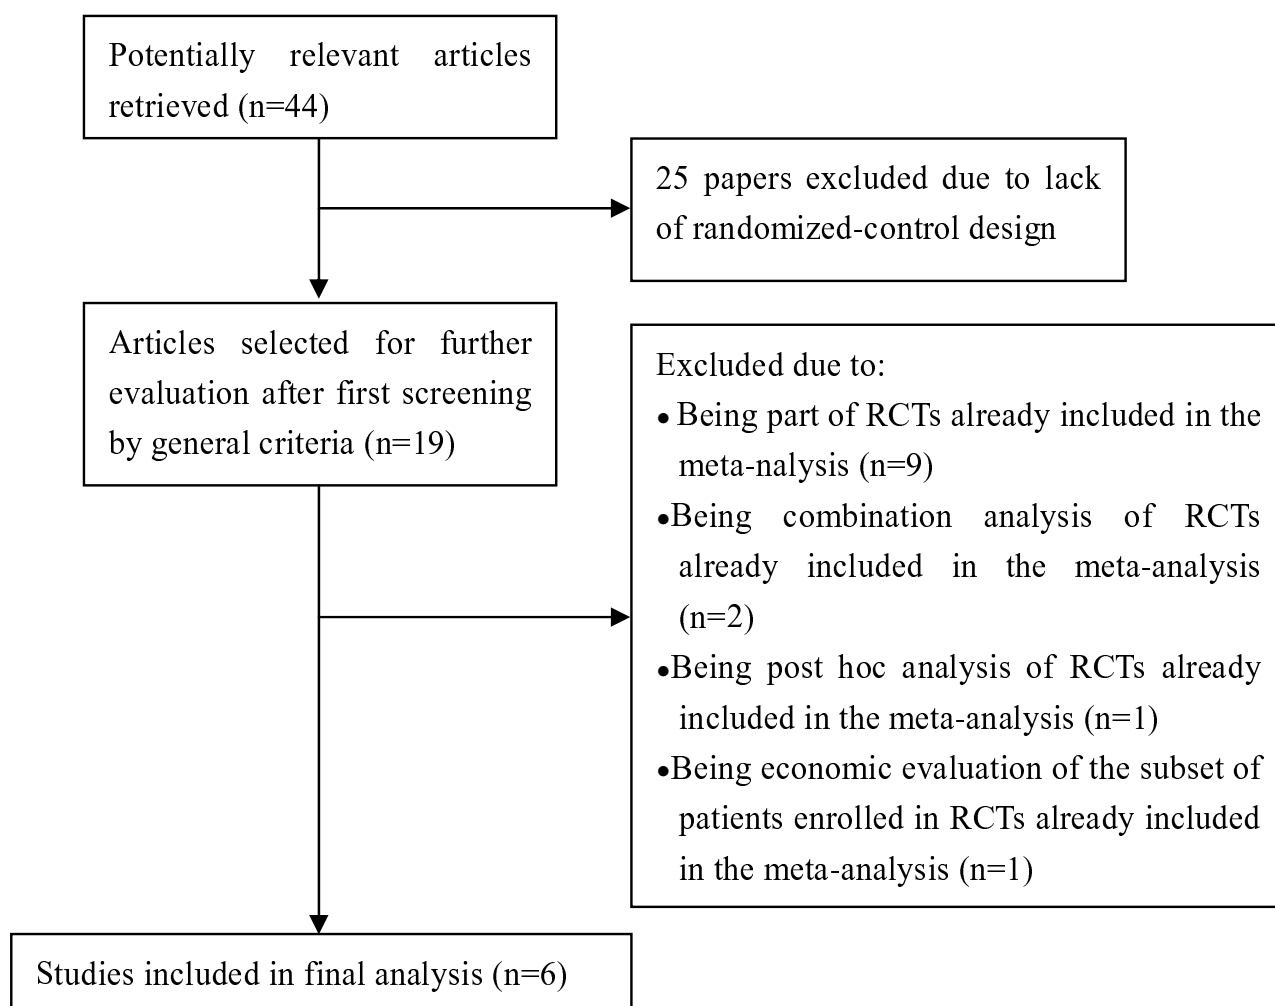 Potentially relevant articles
retrieved (n=44)
25 papers excluded due to lack
of randomized-control design
Articles selected for further
evaluation after first screening
by general criteria (n=19)
Excluded due to:
• Being part of RCTs already included in the
meta-nalysis (n=9)
•Being combination analysis of RCTs
already included in the meta-analysis
(n=2)
•Being post hoc analysis of RCTs already
included in the meta-analysis (n=1)
•Being economic evaluation of the subset of
patients enrolled in RCTs already included
in the meta-analysis (n=1)
Studies included in final analysis (n=6)